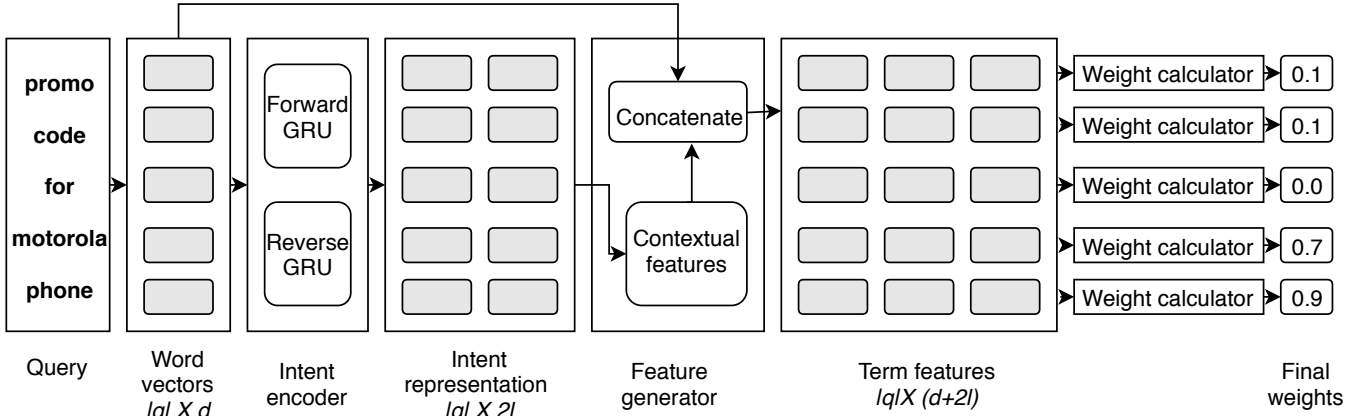 promo
code
for
motorola
phone
Forward
GRU
Reverse
GRU
Concatenate
Contextual
features
Weight calculator
0.1
Weight calculator
0.1
Weight calculator
0.0
Weight calculator
0.7
Weight calculator
0.9
Query
Word
vectors
|q| X d
Intent
encoder
Intent
representation
|q| X 2l
Feature
generator
Term features
|q|X (d+2l)
Final
weights